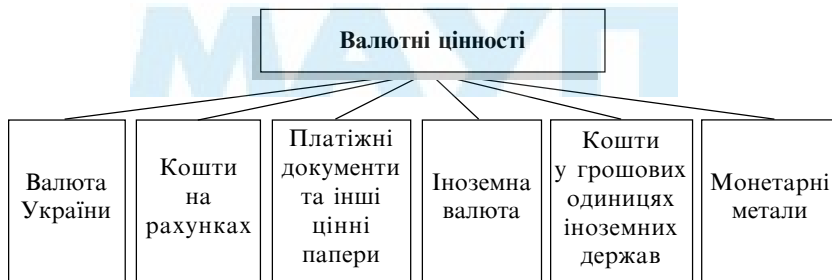 МАУП
Валютні цінності
Валюта
України
Кошти
на
рахунках
Платіжні
документи
та інші
цінні
папери
Іноземна
валюта
Кошти
у грошових
одиницях
іноземних
держав
Монетарні
метали